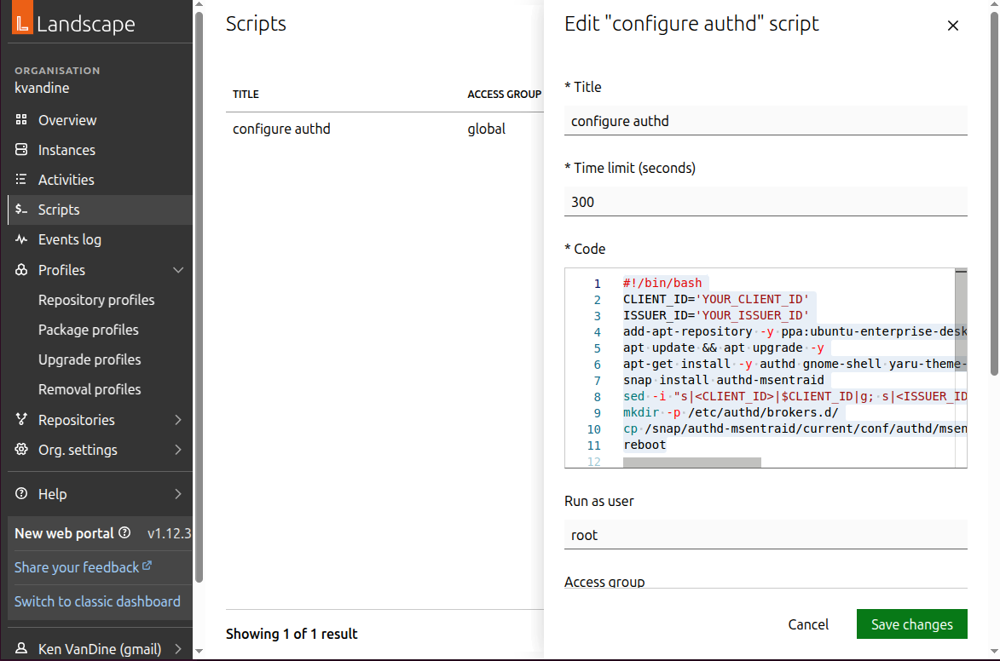 Landscape
ORGANISATION
kvandine
Overview
Instances
Activities
$_ Scripts
Events log
Profiles
Repository profiles
Package profiles
Upgrade profiles
Removal profiles
Repositories
Org. settings
Help
New web portal v1.12.3
Share your feedback
Switch to classic dashboard
Ken VanDine (gmail)
Scripts
TITLE ACCESS GROUP
configure authd global
Showing 1 of 1 result
Edit "configure authd" script
* Title
configure authd
* Time limit (seconds)
300
* Code
1 #!/bin/bash
2 CLIENT_ID='YOUR_CLIENT_ID'
3 ISSUER_ID='YOUR_ISSUER_ID'
4 add-apt-repository -y ppa:ubuntu-enterprise-desk
5 apt update && apt upgrade -y
6 apt-get install -y authd gnome-shell yaru-theme-
7 snap install authd-msentraid
8 sed -i "s|<CLIENT_ID>|$CLIENT_ID|g; s|<ISSUER_ID
9 mkdir -p /etc/authd/brokers.d/
10 cp /snap/authd-msentraid/current/conf/authd/msen
11 reboot
12
Run as user
root
Access group
Cancel
Save changes